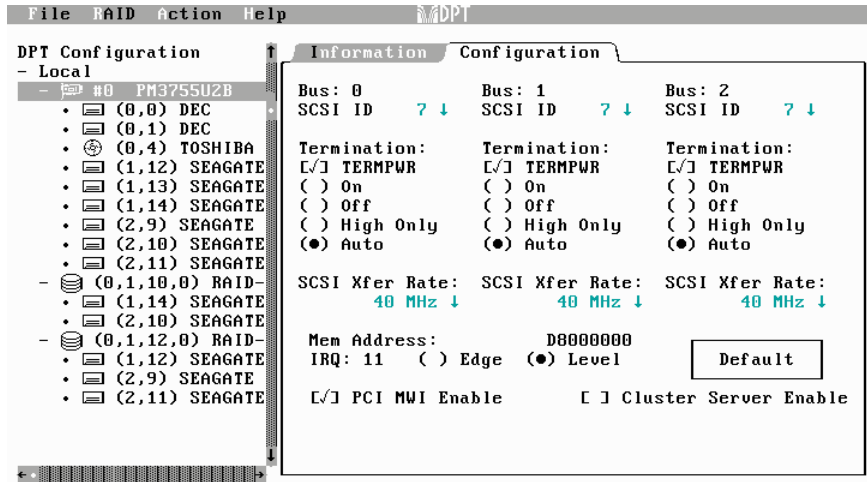 File RAID Action Help DPT
DPT Configuration
- Local
- #0 PM3755U2B
• (0,0) DEC
• (0,1) DEC
• (0,4) TOSHIBA
• (1,12) SEAGATE
• (1,13) SEAGATE
• (1,14) SEAGATE
• (2,9) SEAGATE
• (2,10) SEAGATE
• (2,11) SEAGATE
- (0,1,10,0) RAID-
• (1,14) SEAGATE
• (2,10) SEAGATE
- (0,1,12,0) RAID-
• (1,12) SEAGATE
• (2,9) SEAGATE
• (2,11) SEAGATE
Information Configuration
Bus: 0 Bus: 1 Bus: 2
SCSI ID 7 ↓ SCSI ID 7 ↓ SCSI ID 7 ↓
Termination: Termination: Termination:
[√] TERMPWR [√] TERMPWR [√] TERMPWR
( ) On ( ) On ( ) On
( ) Off ( ) Off ( ) Off
( ) High Only ( ) High Only ( ) High Only
(●) Auto (●) Auto (●) Auto
SCSI Xfer Rate: SCSI Xfer Rate: SCSI Xfer Rate:
40 MHz ↓ 40 MHz ↓ 40 MHz ↓
Mem Address: D8000000
IRQ: 11 ( ) Edge (●) Level Default
[√] PCI MWI Enable [ ] Cluster Server Enable